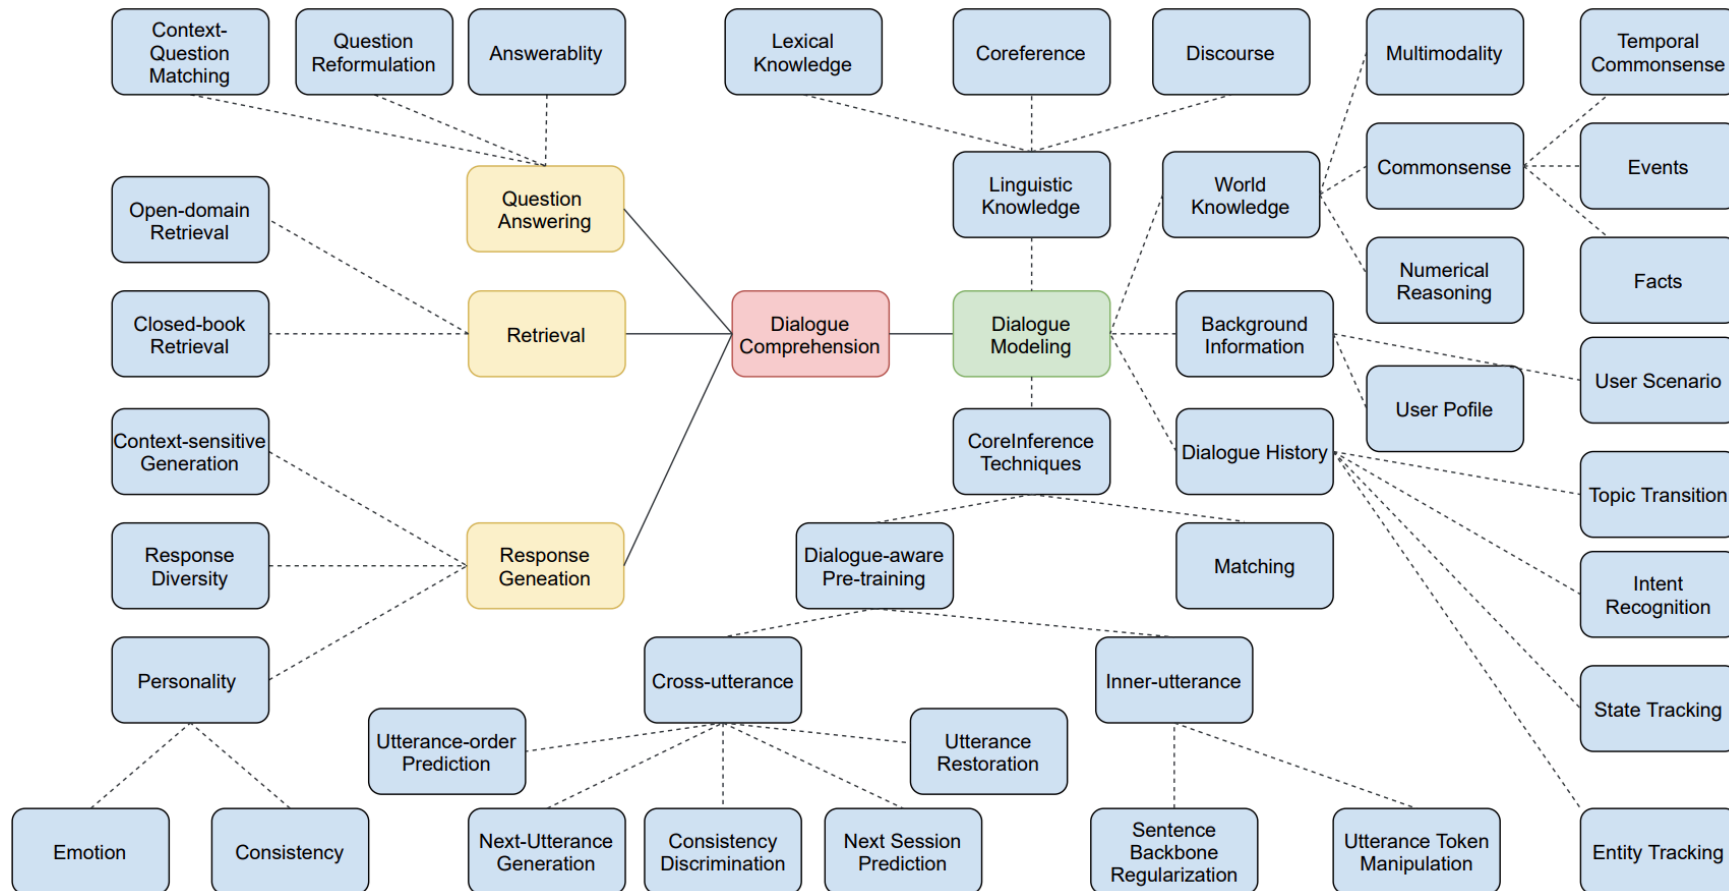 Context-
Question
Matching
Question
Reformulation
Answerablity
Lexical
Knowledge
Coreference
Discourse
Multimodality
Temporal
Commonsense
Commonsense
Events
Question
Answering
Linguistic
Knowledge
World
Knowledge
Open-domain
Retrieval
Numerical
Reasoning
Facts
Closed-book
Retrieval
Retrieval
Dialogue
Comprehension
Dialogue
Modeling
Background
Information
User Scenario
User Pofile
Context-sensitive
Generation
CoreInference
Techniques
Dialogue History
Topic Transition
Response
Diversity
Response
Geneation
Dialogue-aware
Pre-training
Matching
Intent
Recognition
Personality
Cross-utterance
Inner-utterance
State Tracking
Utterance-order
Prediction
Utterance
Restoration
Emotion
Consistency
Next-Utterance
Generation
Consistency
Discrimination
Next Session
Prediction
Sentence
Backbone
Regularization
Utterance Token
Manipulation
Entity Tracking